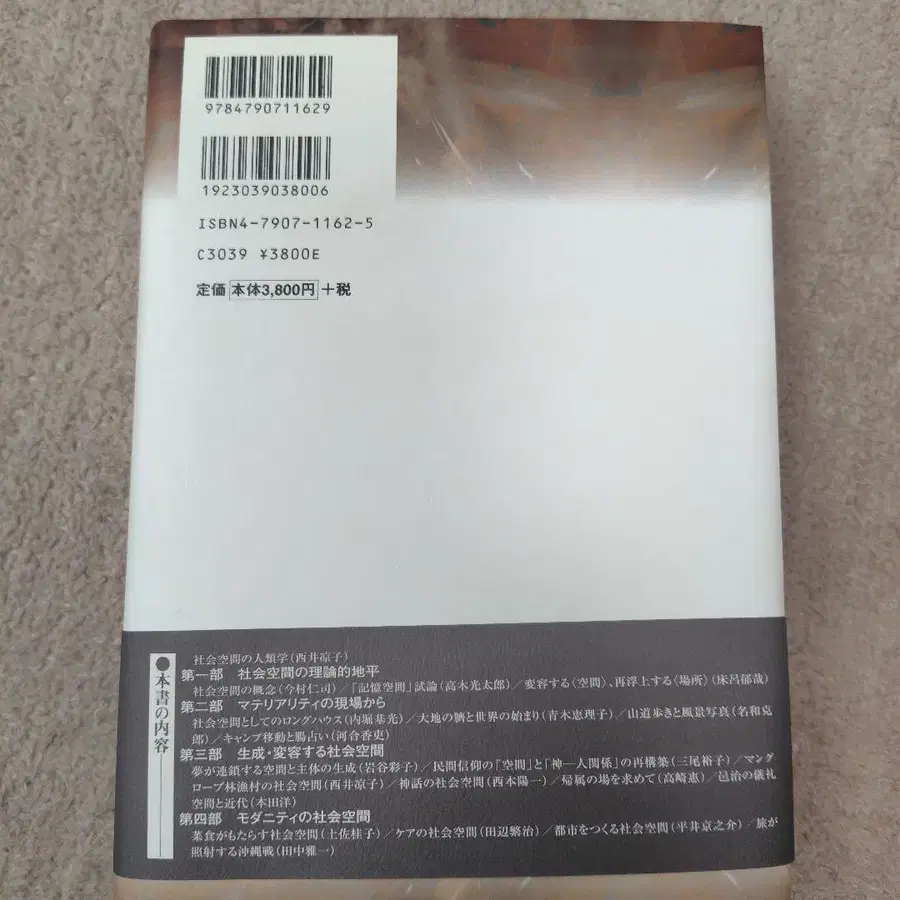 9784790711629
1923039038006
ISBN4-7907-1162-5
C3039 ¥3800E
定価 本体3,800円 +税
●本書の内容
社会空間の人類学(西井凉子)
第一部 社会空間の理論的地平
社会空間の概念(今村仁司)/「記憶空間」試論(高木光太郎)/変容する〈空間〉、再浮上する〈場所〉(床呂郁哉)
第二部 マテリアリティの現場から
社会空間としてのロングハウス(内堀基光)/大地の臍と世界の始まり(青木恵理子)/山道歩きと風景写真(名和克
郎)/キャンプ移動と腸占い(河合香吏)
第三部 生成・変容する社会空間
夢が連鎖する空間と主体の生成(岩谷彩子)/民間信仰の「空間」と「神―人関係」の再構築(三尾裕子)/マング
ローブ林漁村の社会空間(西井凉子)/神話の社会空間(西本陽一)/帰属の場を求めて(高崎恵)/邑治の儀礼
空間と近代(本田洋)
第四部 モダニティの社会空間
菜食がもたらす社会空間(土佐桂子)/ケアの社会空間(田辺繁治)/都市をつくる社会空間(平井京之介)/旅が
照射する沖縄戦(田中雅一)